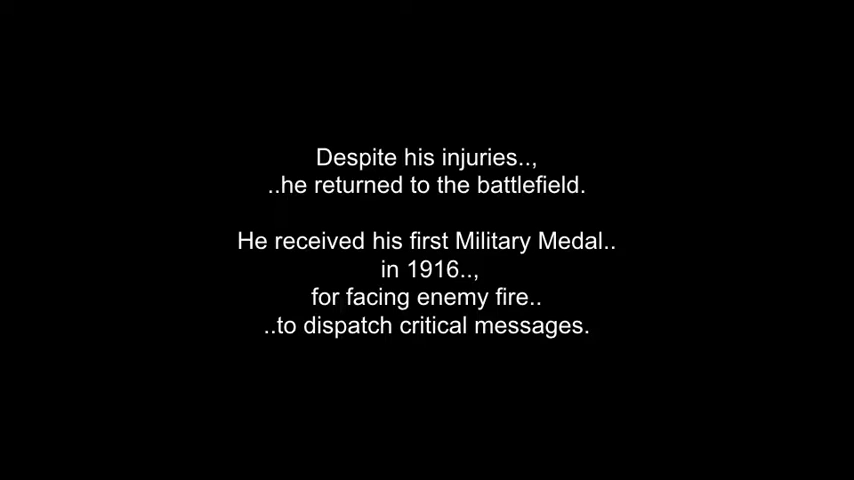 Despite his injuries..,
..he returned to the battlefield.
He received his first Military Medal..
in 1916..,
for facing enemy fire..
..to dispatch critical messages.